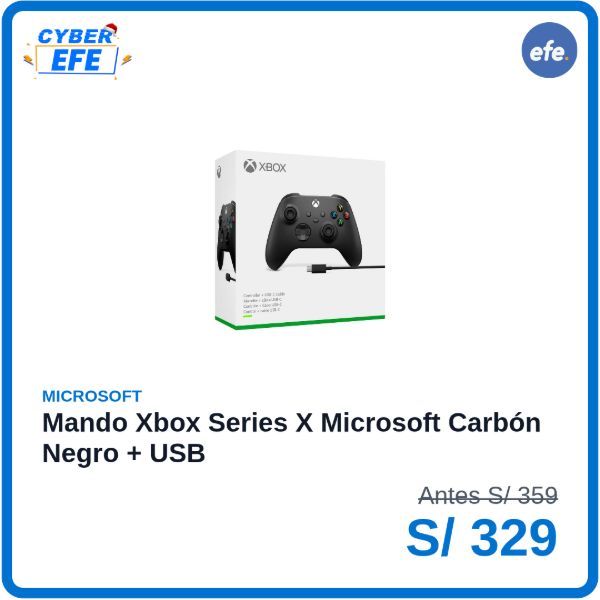 CYBER
EFE
efe.
XBOX
MICROSOFT
Mando Xbox Series X Microsoft Carbón
Negro + USB
Antes S/ 359
S/ 329